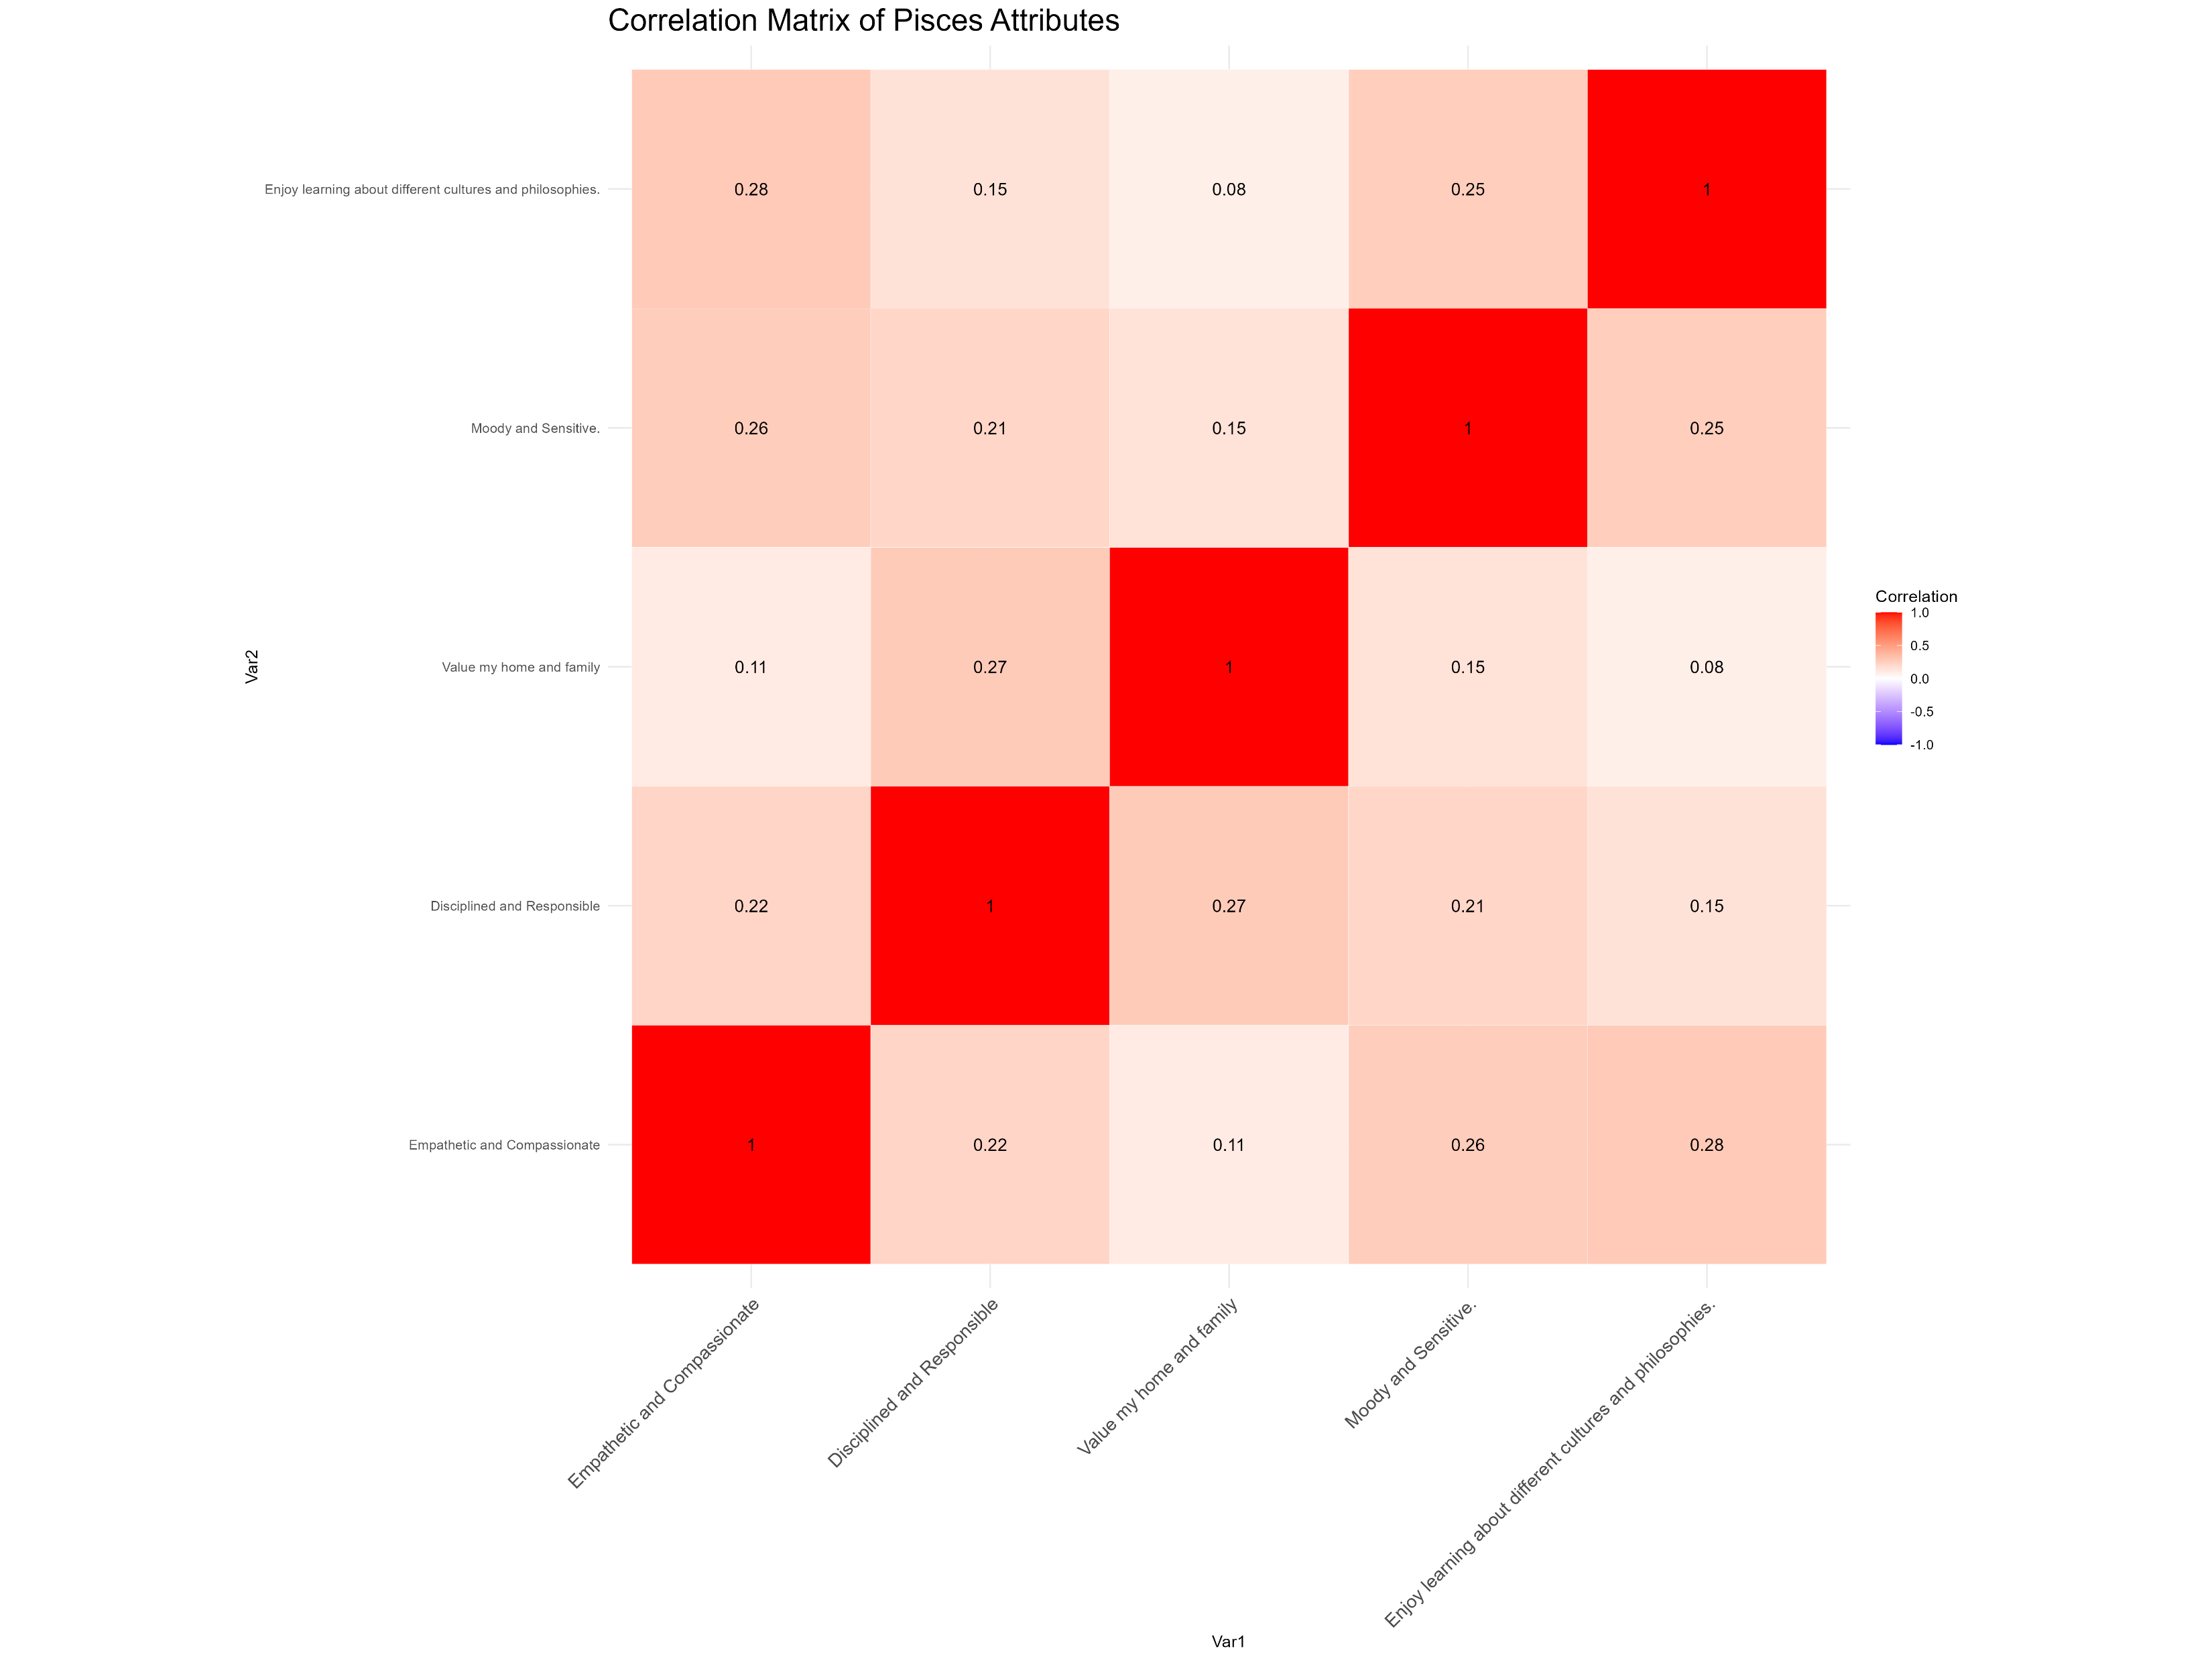 Correlation Matrix of Pisces Attributes
Enjoy learning about different cultures and philosophies. 0.28 0.15 0.08 0.25 1
Moody and Sensitive. 0.26 0.21 0.15 1 0.25
Value my home and family 0.11 0.27 1 0.15 0.08
Disciplined and Responsible 0.22 1 0.27 0.21 0.15
Empathetic and Compassionate 1 0.22 0.11 0.26 0.28
Var2
Empathetic and Compassionate
Disciplined and Responsible
Value my home and family
Moody and Sensitive.
Enjoy learning about different cultures and philosophies.
Var1
Correlation
1.0
0.5
0.0
-0.5
-1.0